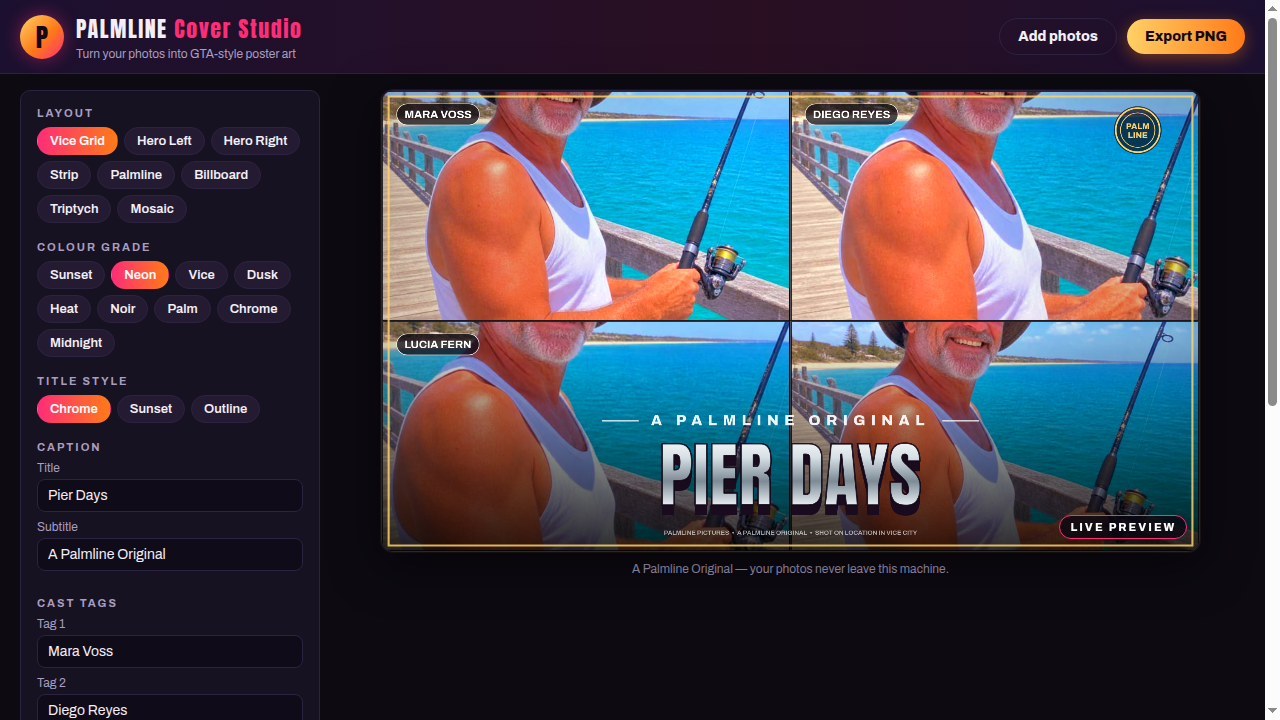 P
PALMLINE Cover Studio
Turn your photos into GTA-style poster art
Add photos
Export PNG
LAYOUT
Vice Grid
Hero Left
Hero Right
Strip
Palmline
Billboard
Triptych
Mosaic
COLOUR GRADE
Sunset
Neon
Vice
Dusk
Heat
Noir
Palm
Chrome
Midnight
TITLE STYLE
Chrome
Sunset
Outline
CAPTION
Title
Pier Days
Subtitle
A Palmline Original
CAST TAGS
Tag 1
Mara Voss
Tag 2
Diego Reyes
MARA VOSS
DIEGO REYES
PALM
LINE
LUCIA FERN
A PALMLINE ORIGINAL
PIER DAYS
PALMLINE PICTURES • A PALMLINE ORIGINAL • SHOT ON LOCATION IN VICE CITY
LIVE PREVIEW
A Palmline Original — your photos never leave this machine.